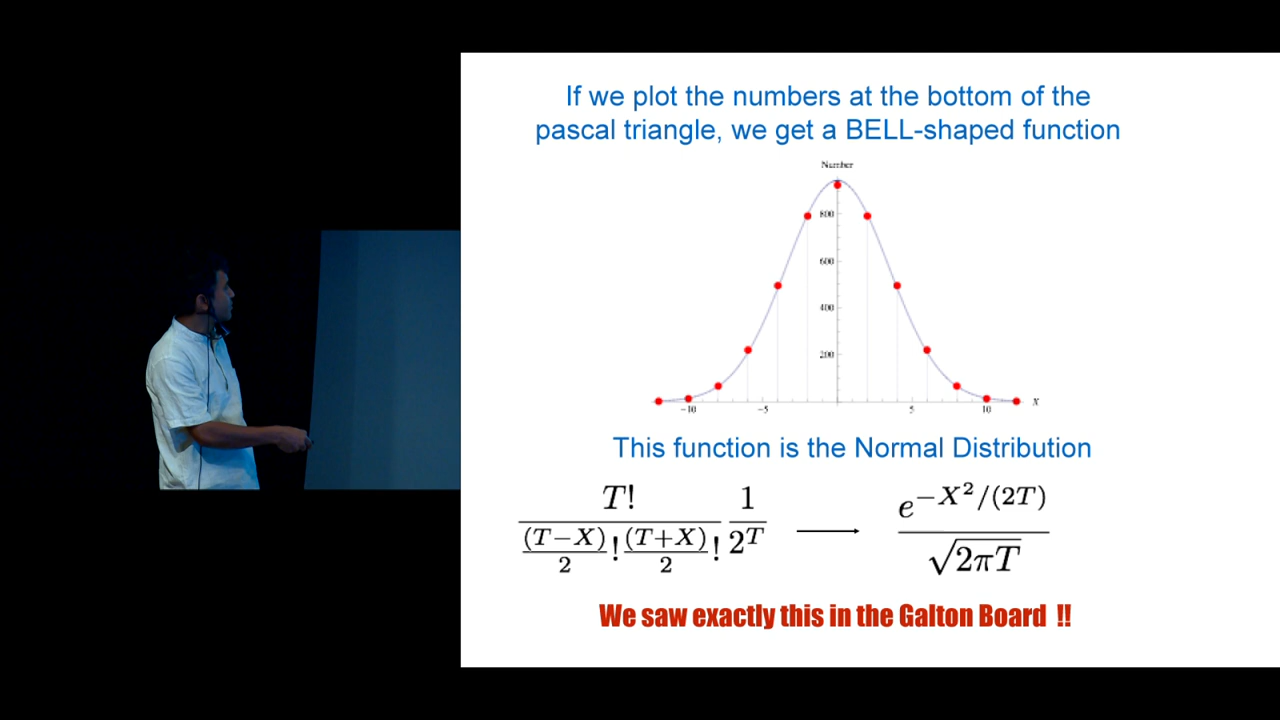 If we plot the numbers at the bottom of the
pascal triangle, we get a BELL-shaped function
Number
800
600
400
200
-10 -5 5 10 X
This function is the Normal Distribution
T! / ((T-X)/2! (T+X)/2!) 1/2^T → e^{-X^2/(2T)} / √(2πT)
We saw exactly this in the Galton Board !!